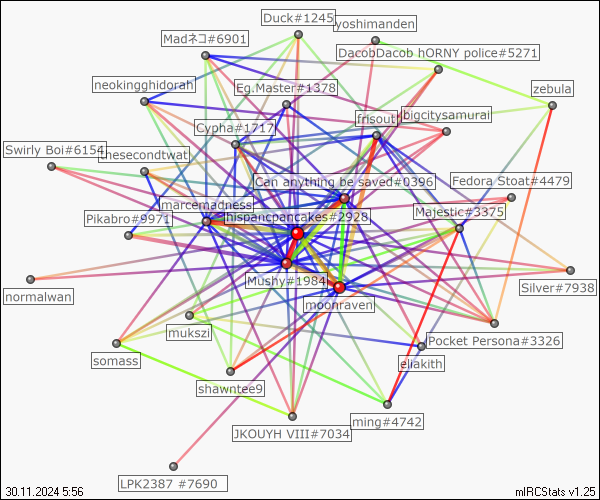 Duck#1245
yoshimanden
Madネコ#6901
DacobDacob hORNY police#5271
neokingghidorah
Eg.Master#1378
zebula
frisout
bigcitysamurai
Cypha#1717
Swirly Boi#6154
thesecondtwat
Can anything be saved#0396
Fedora Stoat#4479
marcemadness
Pikabro#9971
hispancpancakes#2928
Majestic#3375
Mushy#1984
Silver#7938
normalwan
moonraven
mukszi
Pocket Persona#3326
somass
eliakith
shawntee9
ming#4742
JKOUYH VIII#7034
LPK2387 #7690
30.11.2024 5:56
mIRCStats v1.25